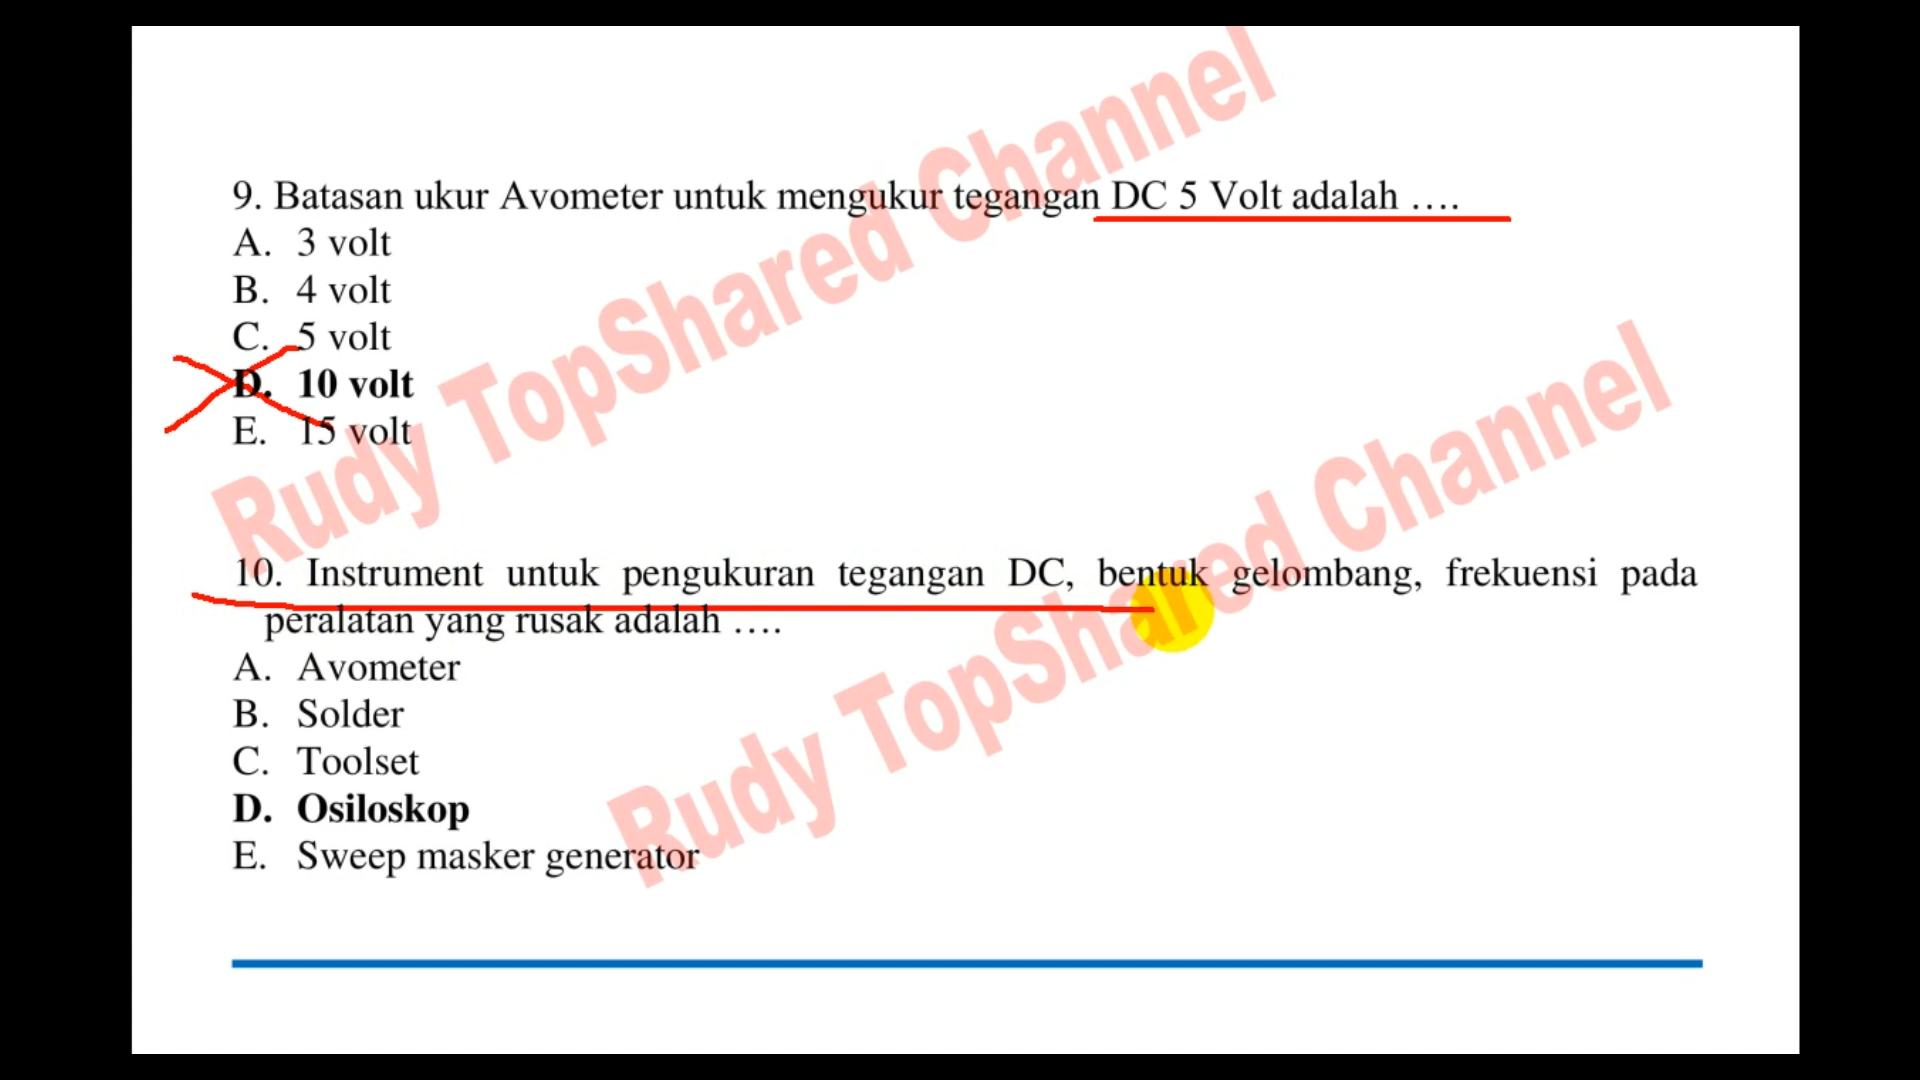 9. Batasan ukur Avometer untuk mengukur tegangan DC 5 Volt adalah ….
A. 3 volt
B. 4 volt
C. 5 volt
D. 10 volt
E. 15 volt
10. Instrument untuk pengukuran tegangan DC, bentuk gelombang, frekuensi pada
peralatan yang rusak adalah ….
A. Avometer
B. Solder
C. Toolset
D. Osiloskop
E. Sweep masker generator
Rudy TopShared Channel
Rudy TopShared Channel